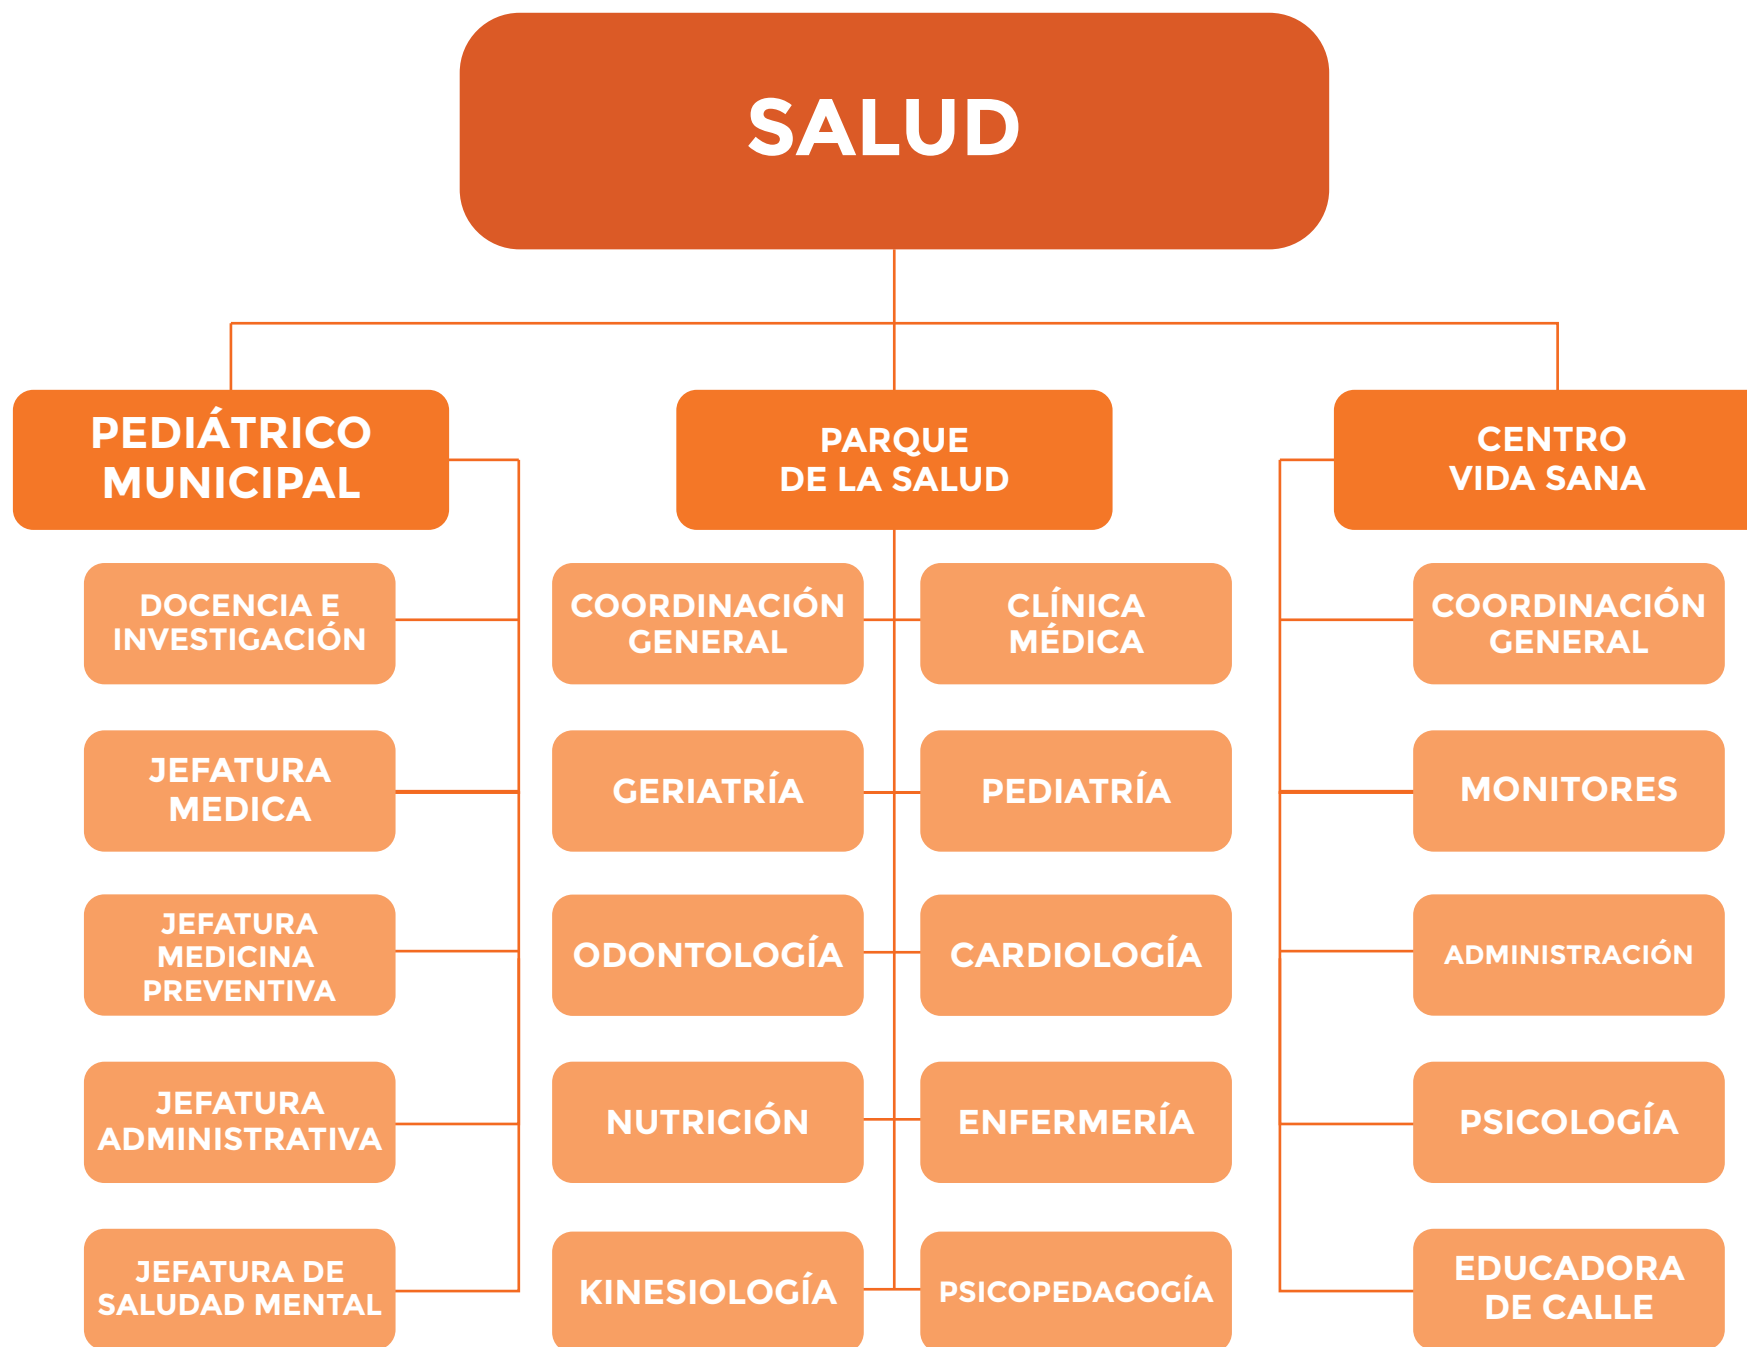 SALUD
PEDIÁTRICO
MUNICIPAL
PARQUE
DE LA SALUD
CENTRO
VIDA SANA
DOCENCIA E
INVESTIGACIÓN
JEFATURA
MEDICA
JEFATURA
MEDICINA
PREVENTIVA
JEFATURA
ADMINISTRATIVA
JEFATURA DE
SALUDAD MENTAL
COORDINACIÓN
GENERAL
CLÍNICA
MÉDICA
GERIATRÍA
PEDIATRÍA
ODONTOLOGÍA
CARDIOLOGÍA
NUTRICIÓN
ENFERMERÍA
KINESIOLOGÍA
PSICOPEDAGOGÍA
COORDINACIÓN
GENERAL
MONITORES
ADMINISTRACIÓN
PSICOLOGÍA
EDUCADORA
DE CALLE